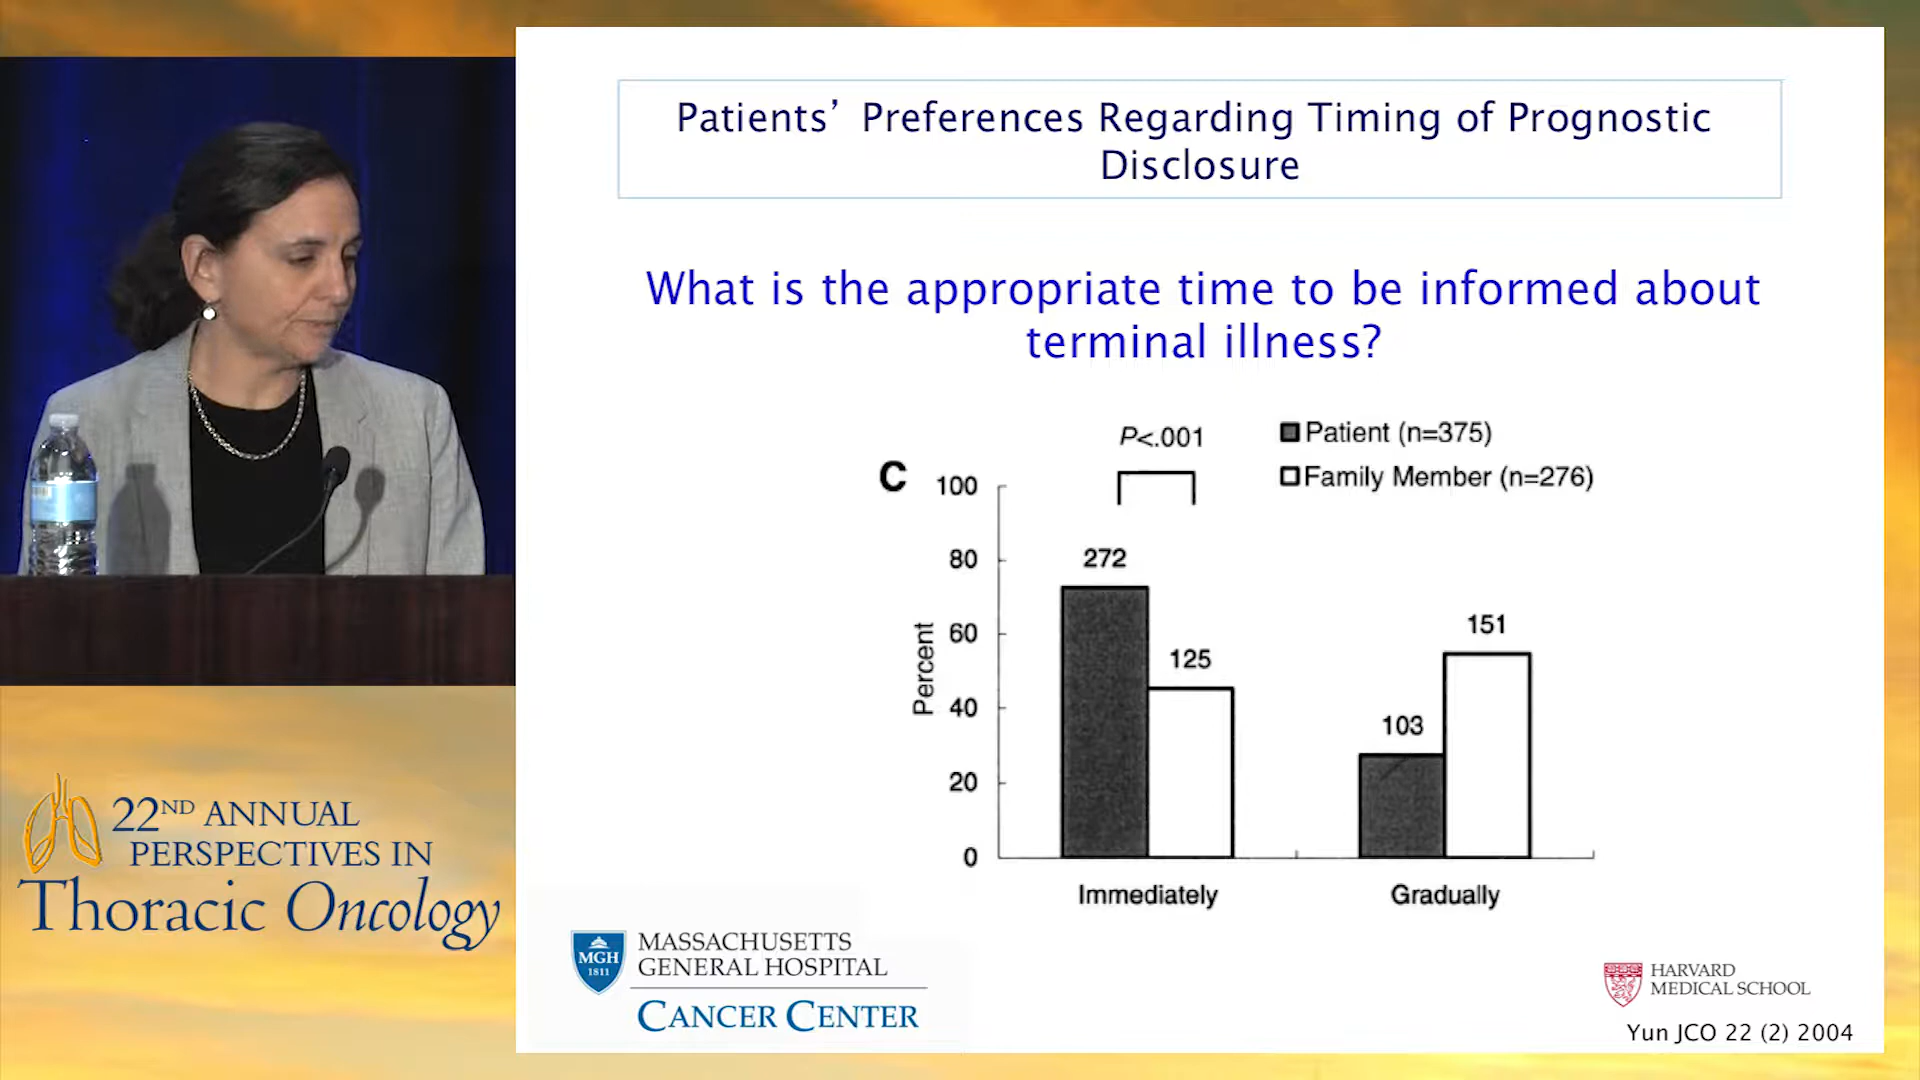 Patients’ Preferences Regarding Timing of Prognostic
Disclosure
What is the appropriate time to be informed about
terminal illness?
P<.001
Patient (n=375)
Family Member (n=276)
C
100
80
60
40
20
0
Percent
272
125
103
151
Immediately
Gradually
22ND ANNUAL
PERSPECTIVES IN
Thoracic Oncology
MGH
1811
MASSACHUSETTS
GENERAL HOSPITAL
CANCER CENTER
HARVARD
MEDICAL SCHOOL
Yun JCO 22 (2) 2004